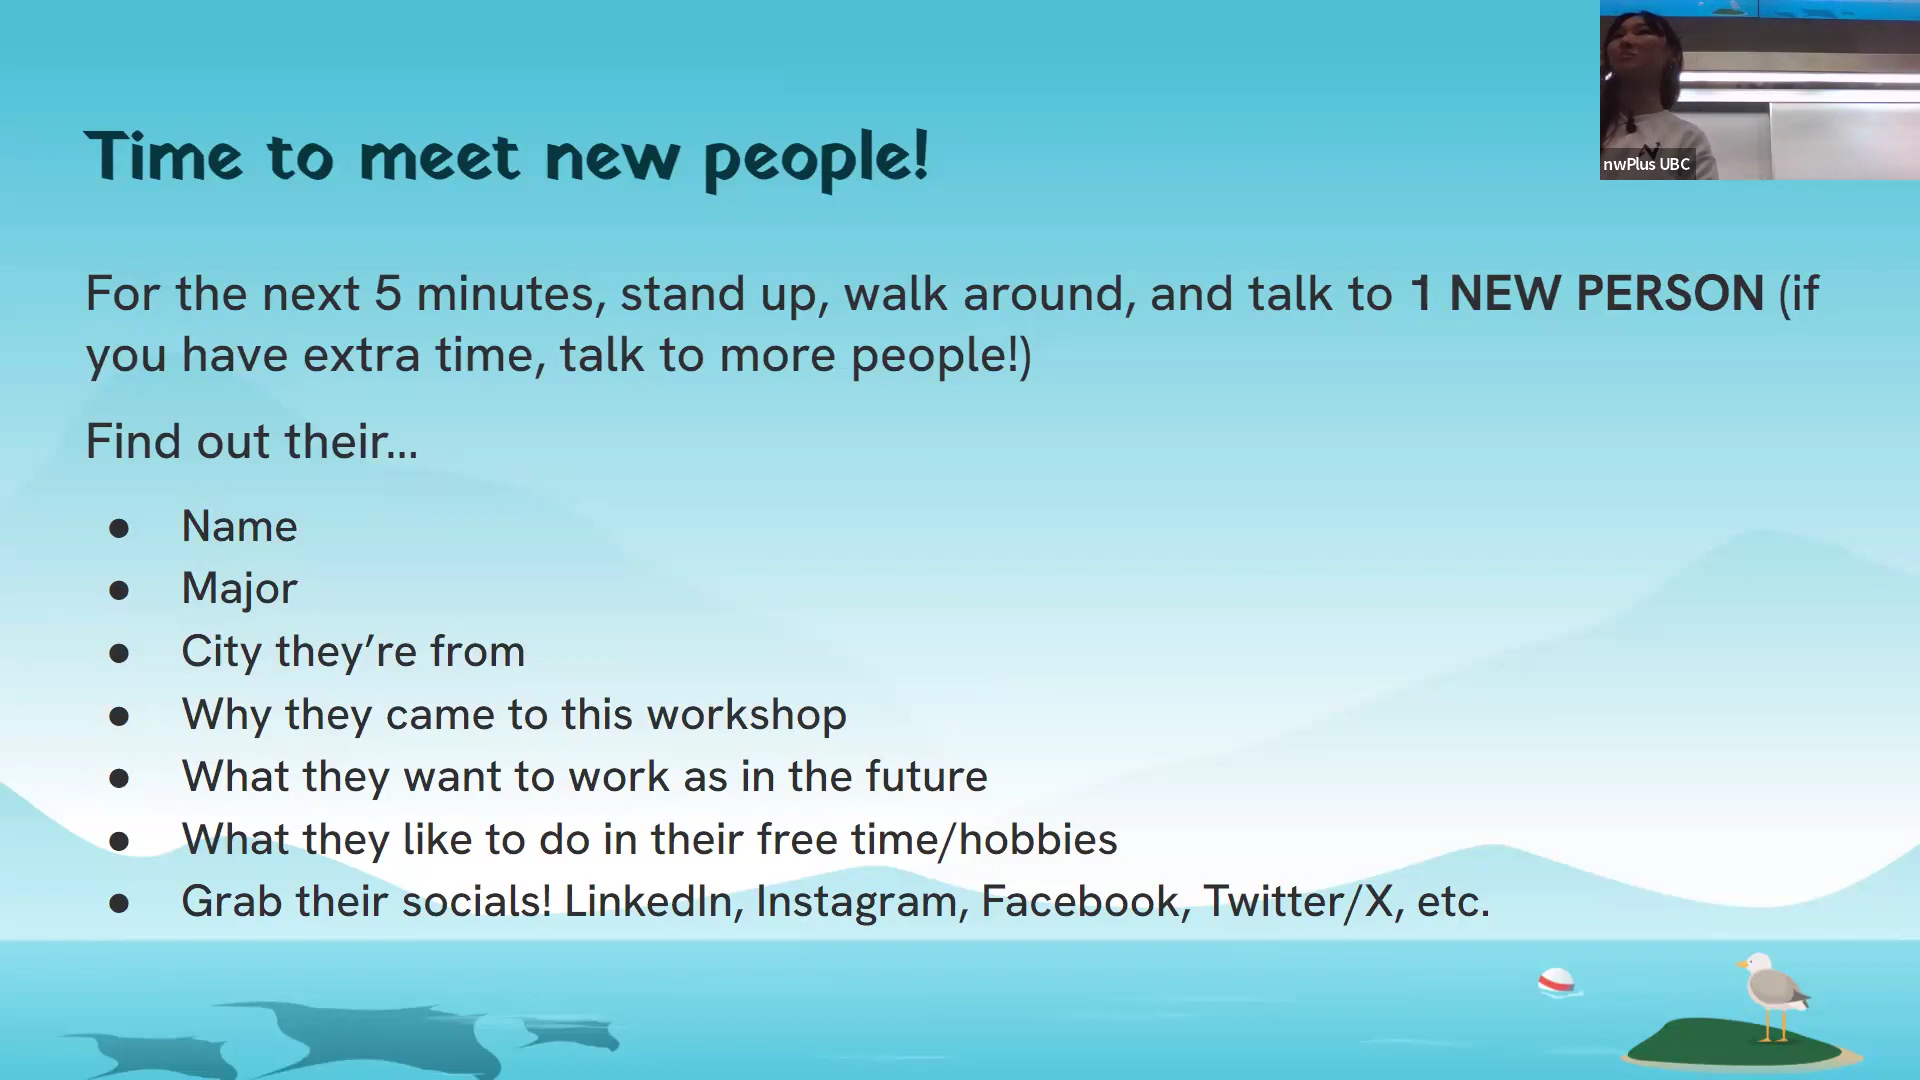 Time to meet new people!
nwPlus UBC
For the next 5 minutes, stand up, walk around, and talk to 1 NEW PERSON (if
you have extra time, talk to more people!)
Find out their...
● Name
● Major
● City they’re from
● Why they came to this workshop
● What they want to work as in the future
● What they like to do in their free time/hobbies
● Grab their socials! LinkedIn, Instagram, Facebook, Twitter/X, etc.